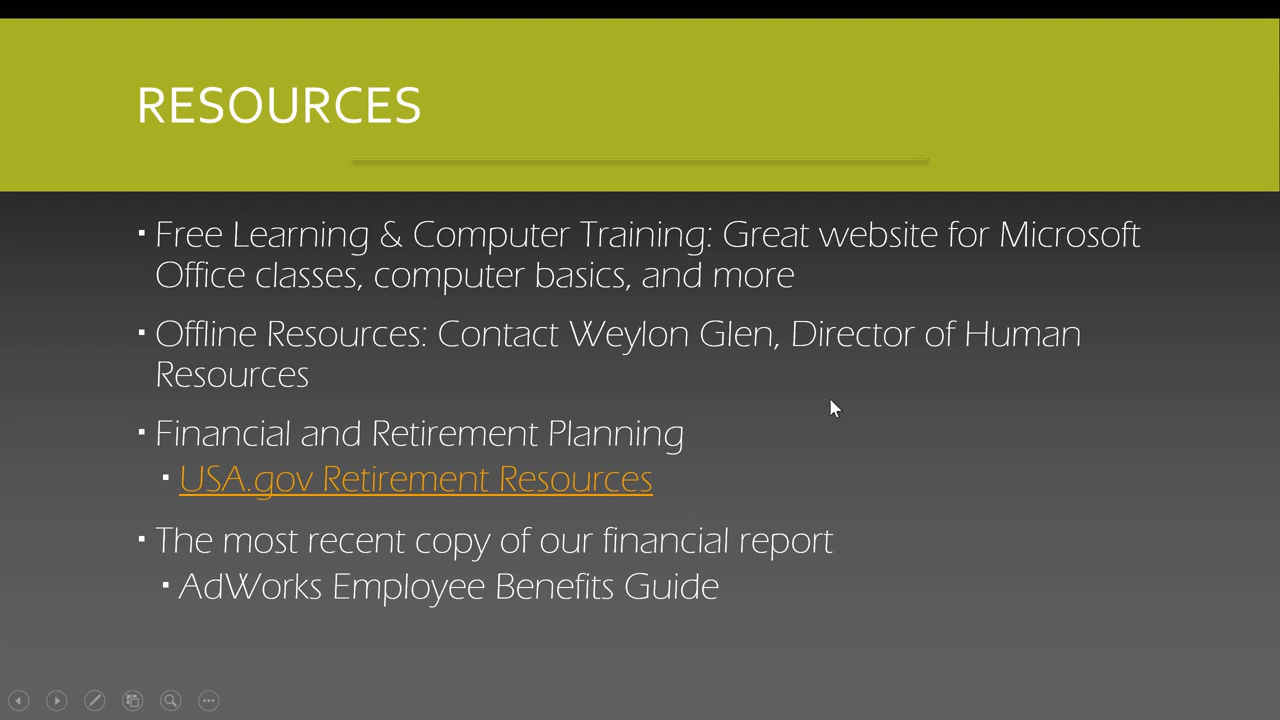 RESOURCES
▪ Free Learning & Computer Training: Great website for Microsoft
Office classes, computer basics, and more
▪ Offline Resources: Contact Weylon Glen, Director of Human
Resources
▪ Financial and Retirement Planning
▪ USA.gov Retirement Resources
▪ The most recent copy of our financial report
▪ AdWorks Employee Benefits Guide